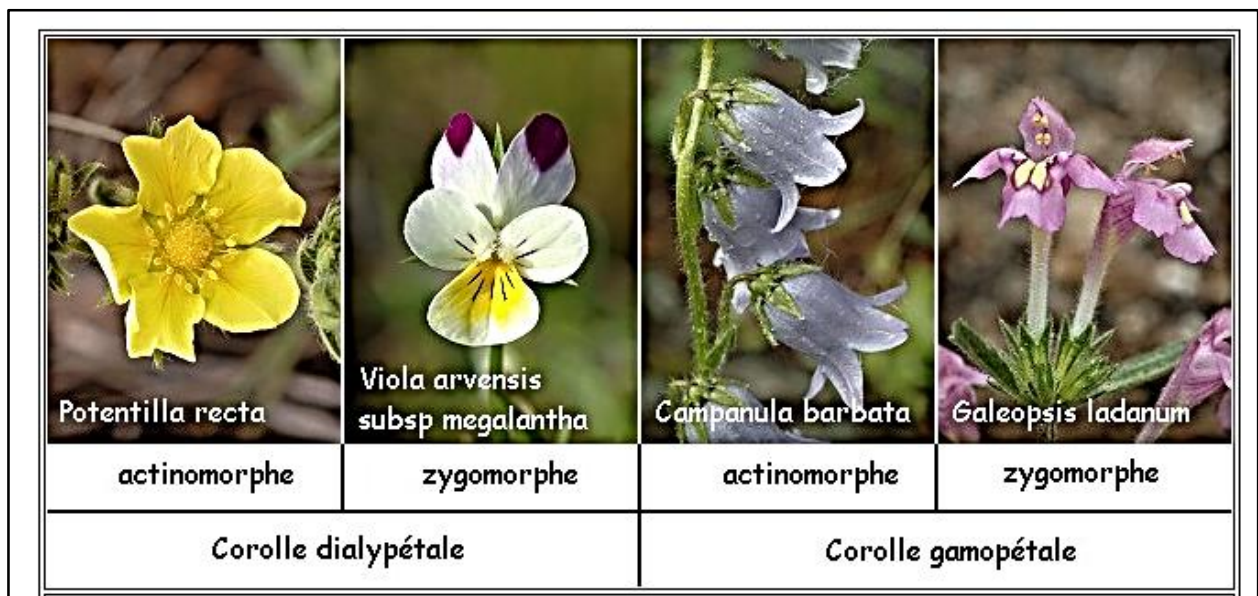 Potentilla recta
Viola arvensis
subsp megalantha
Campanula barbata
Galeopsis ladanum
actinomorphe
zygomorphe
actinomorphe
zygomorphe
Corolle dialypétale
Corolle gamopétale